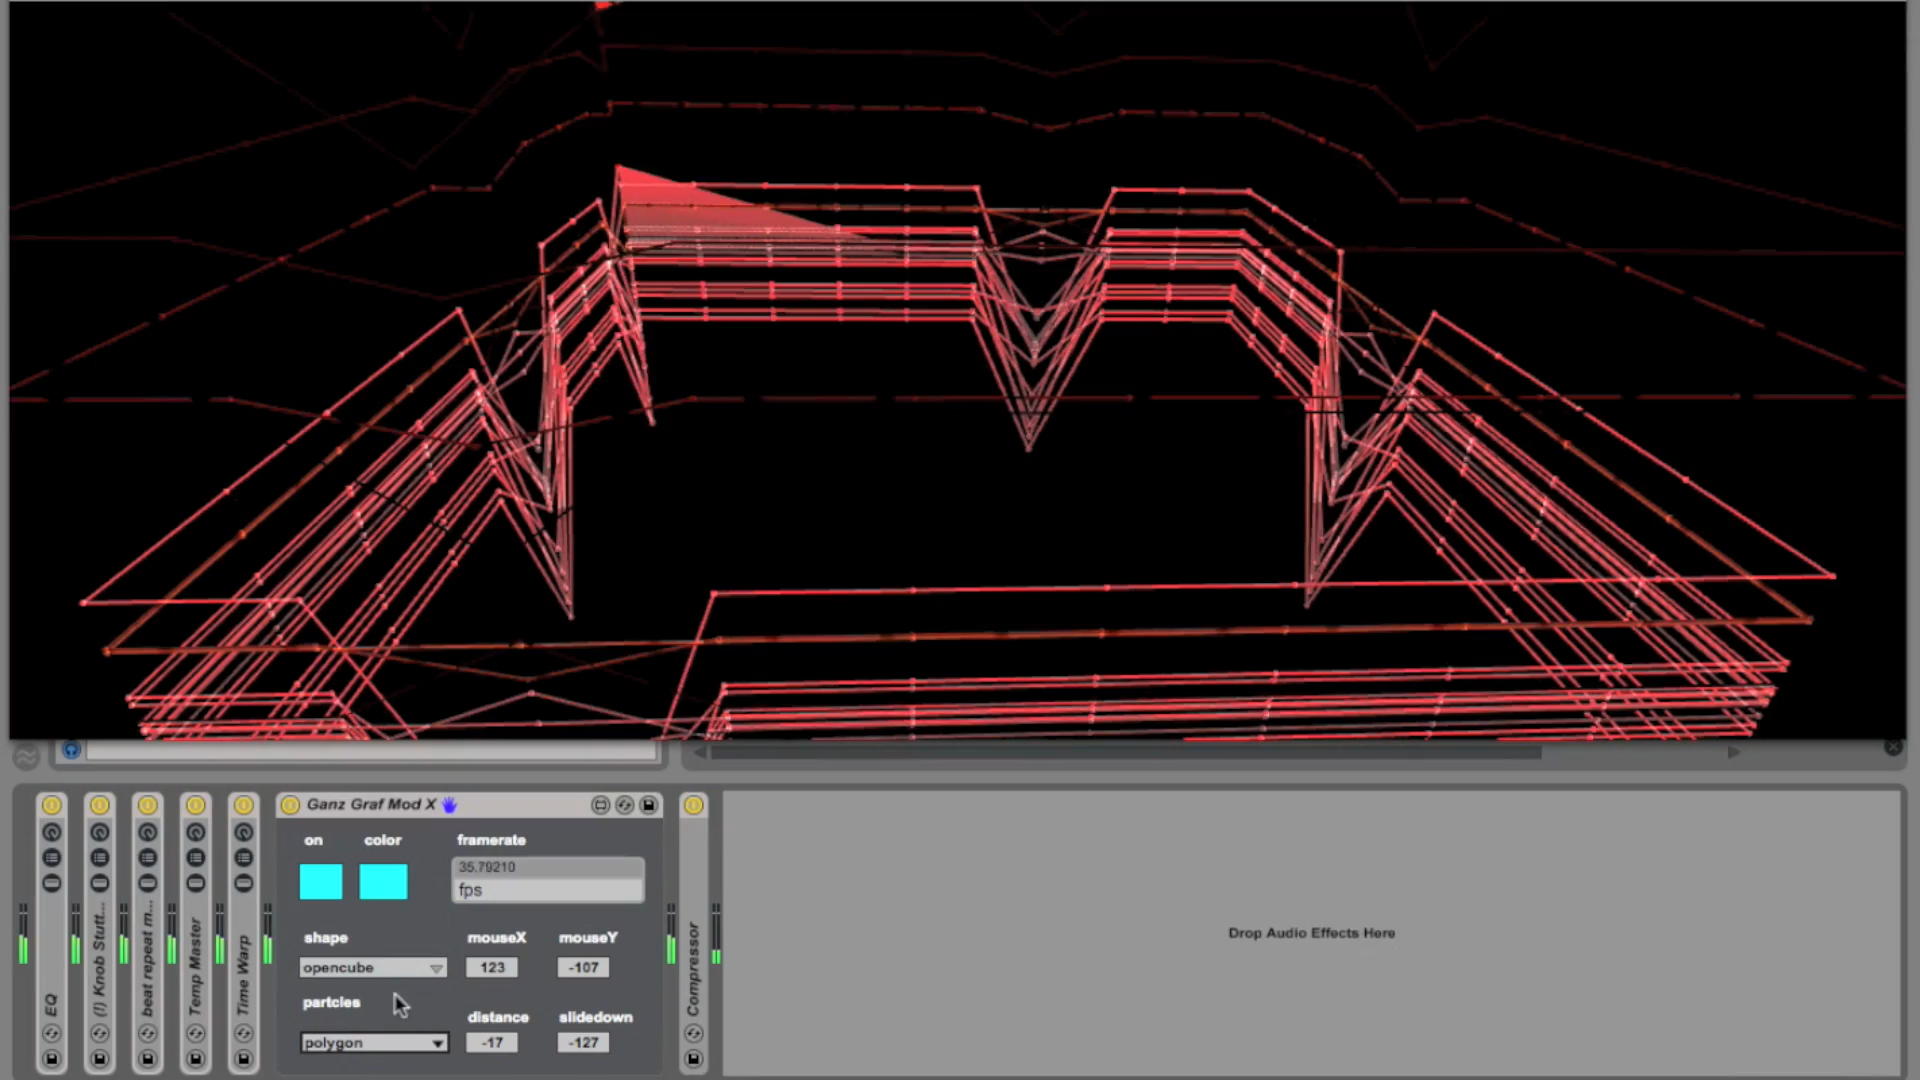 Ganz Graf Mod X
on
color
framerate
35.79210
fps
shape
mouseX
mouseY
opencube
123
-107
partcles
distance
slidedown
polygon
-17
-127
EQ
(!) Knob Stutt...
beat repeat m...
Temp Master
Time Warp
Compressor
Drop Audio Effects Here